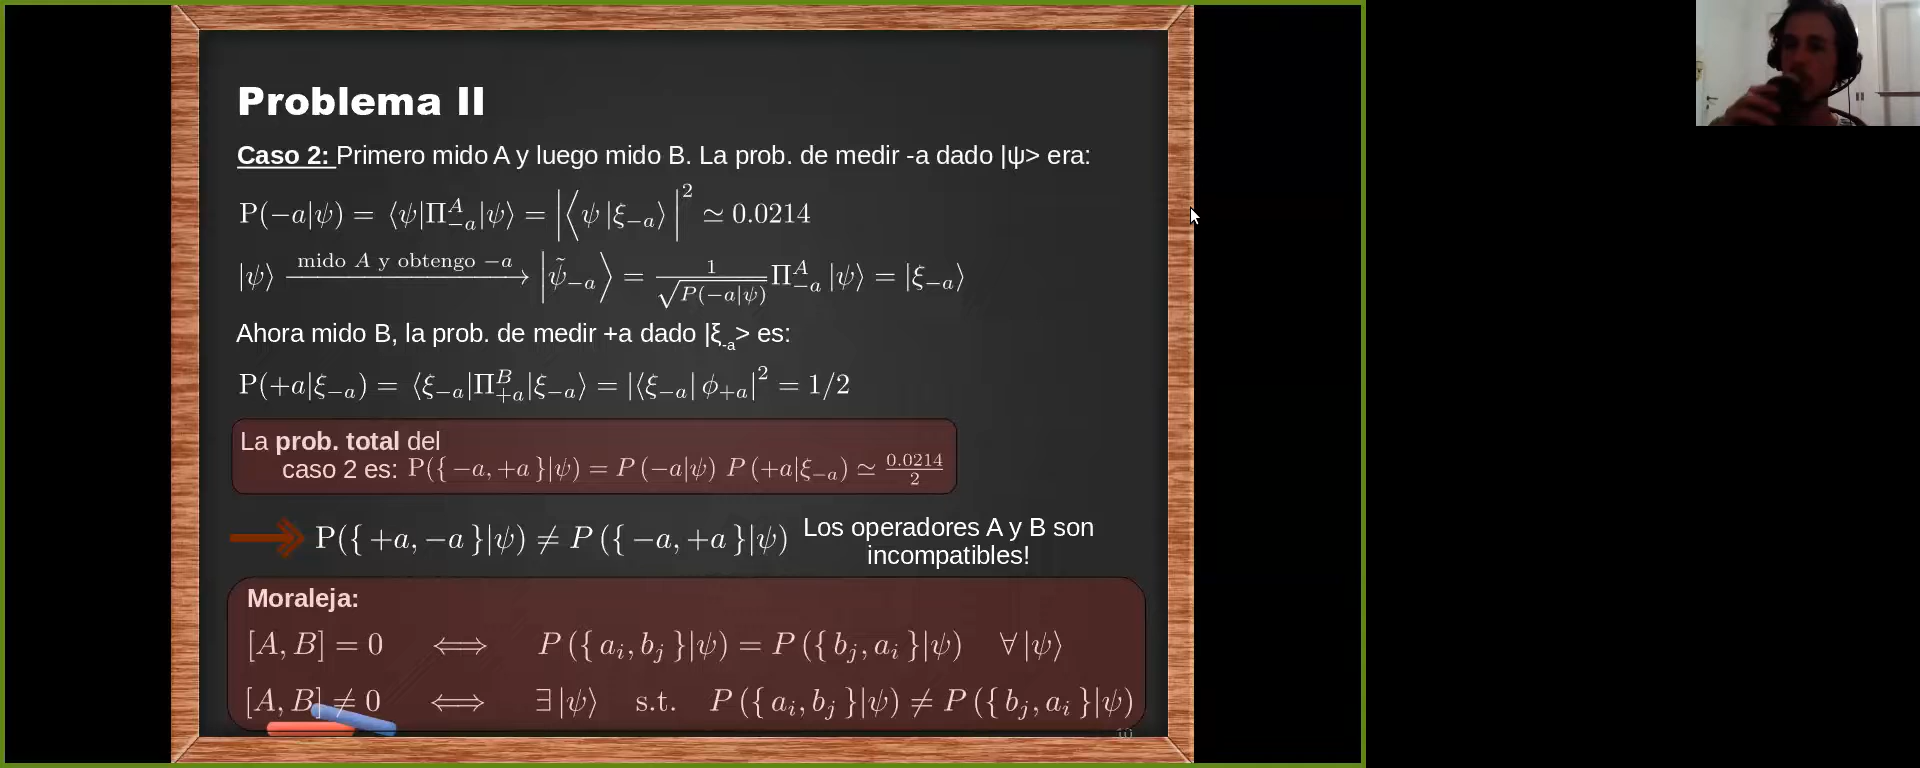 Problema II
Caso 2: Primero mido A y luego mido B. La prob. de medir -a dado |ψ> era:
P(−a|ψ) = ⟨ψ|Π^A_{−a}|ψ⟩ = |⟨ψ|ξ_{−a}⟩|^2 ≃ 0.0214
|ψ⟩ —mido A y obtengo −a→ |ψ̃_{−a}⟩ = 1/√P(−a|ψ) Π^A_{−a} |ψ⟩ = |ξ_{−a}⟩
Ahora mido B, la prob. de medir +a dado |ξ_{-a}> es:
P(+a|ξ_{−a}) = ⟨ξ_{−a}|Π^B_{+a}|ξ_{−a}⟩ = |⟨ξ_{−a}|ϕ_{+a}|^2 = 1/2
La prob. total del
caso 2 es: P({−a,+a}|ψ) = P(−a|ψ) P(+a|ξ_{−a}) ≃ 0.0214/2
P({+a,−a}|ψ) ≠ P({−a,+a}|ψ) Los operadores A y B son
incompatibles!
Moraleja:
[A,B] = 0 ⟺ P({a_i,b_j}|ψ) = P({b_j,a_i}|ψ) ∀|ψ⟩
[A,B] ≠ 0 ⟺ ∃|ψ⟩ s.t. P({a_i,b_j}|ψ) ≠ P({b_j,a_i}|ψ)